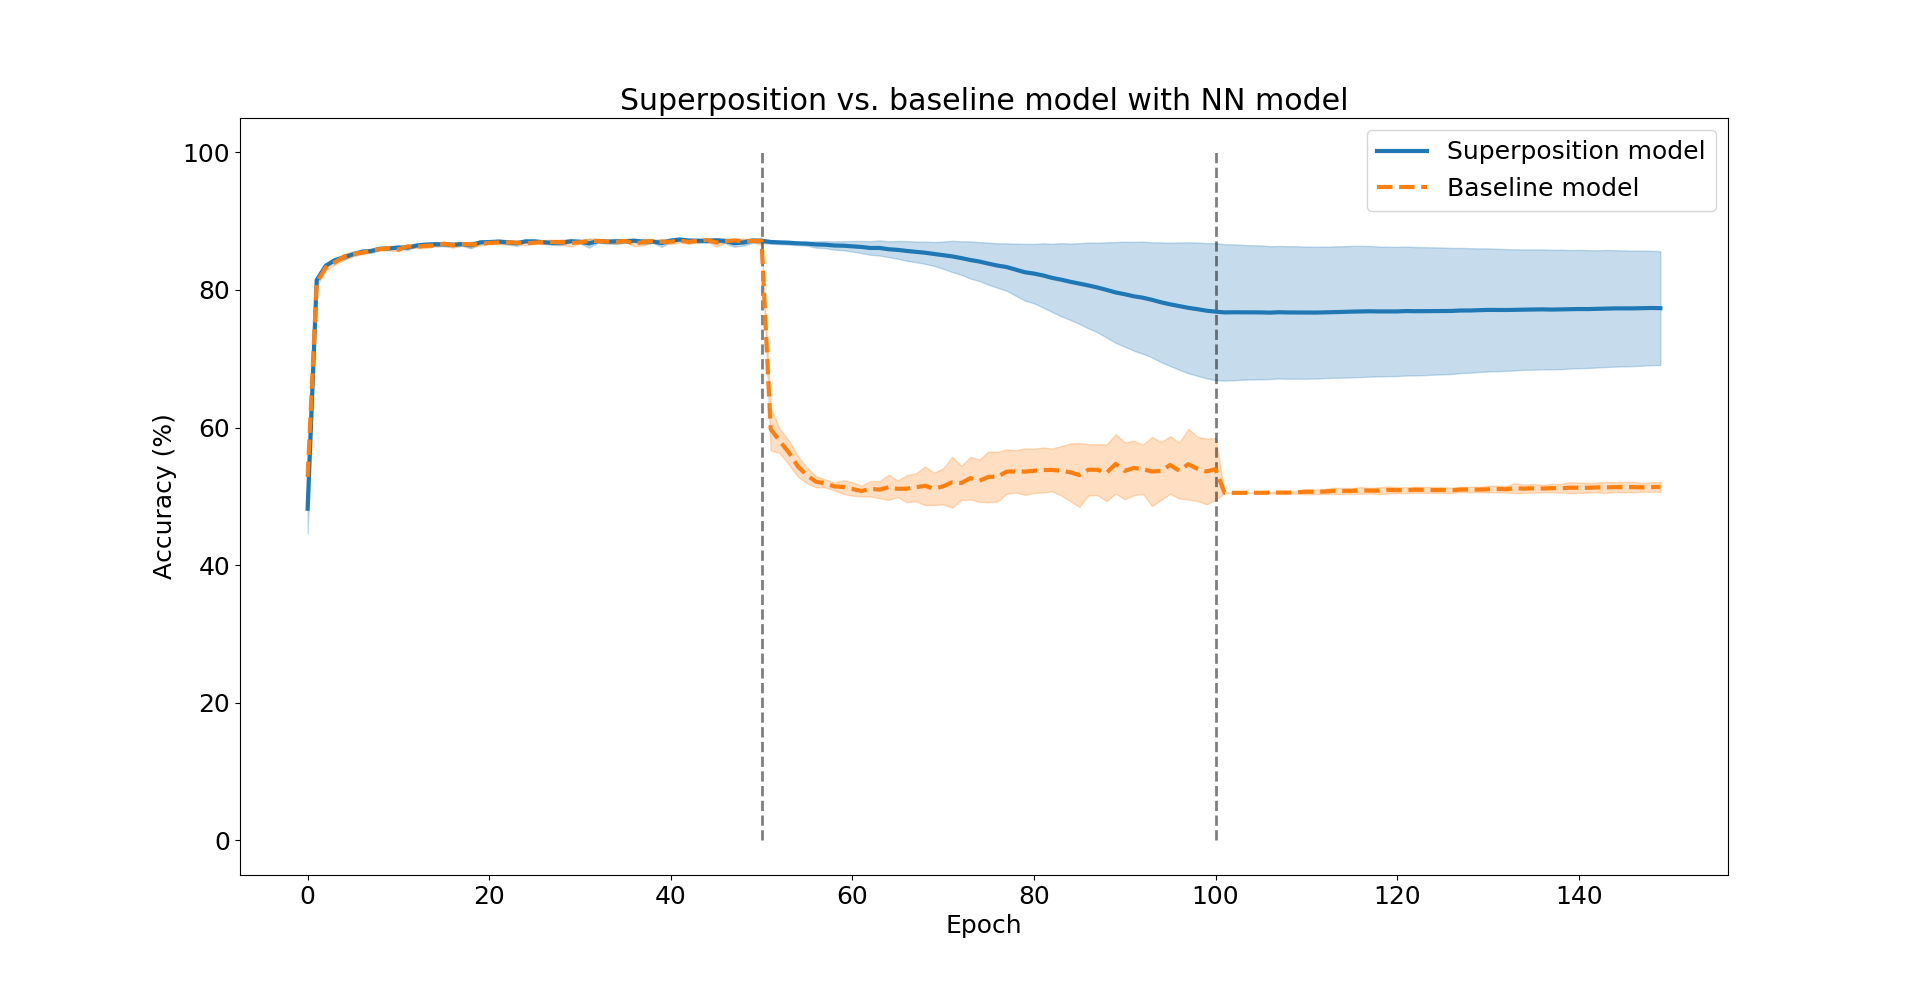 Superposition vs. baseline model with NN model
Superposition model
Baseline model
Accuracy (%)
100
80
60
40
20
0
0 20 40 60 80 100 120 140
Epoch